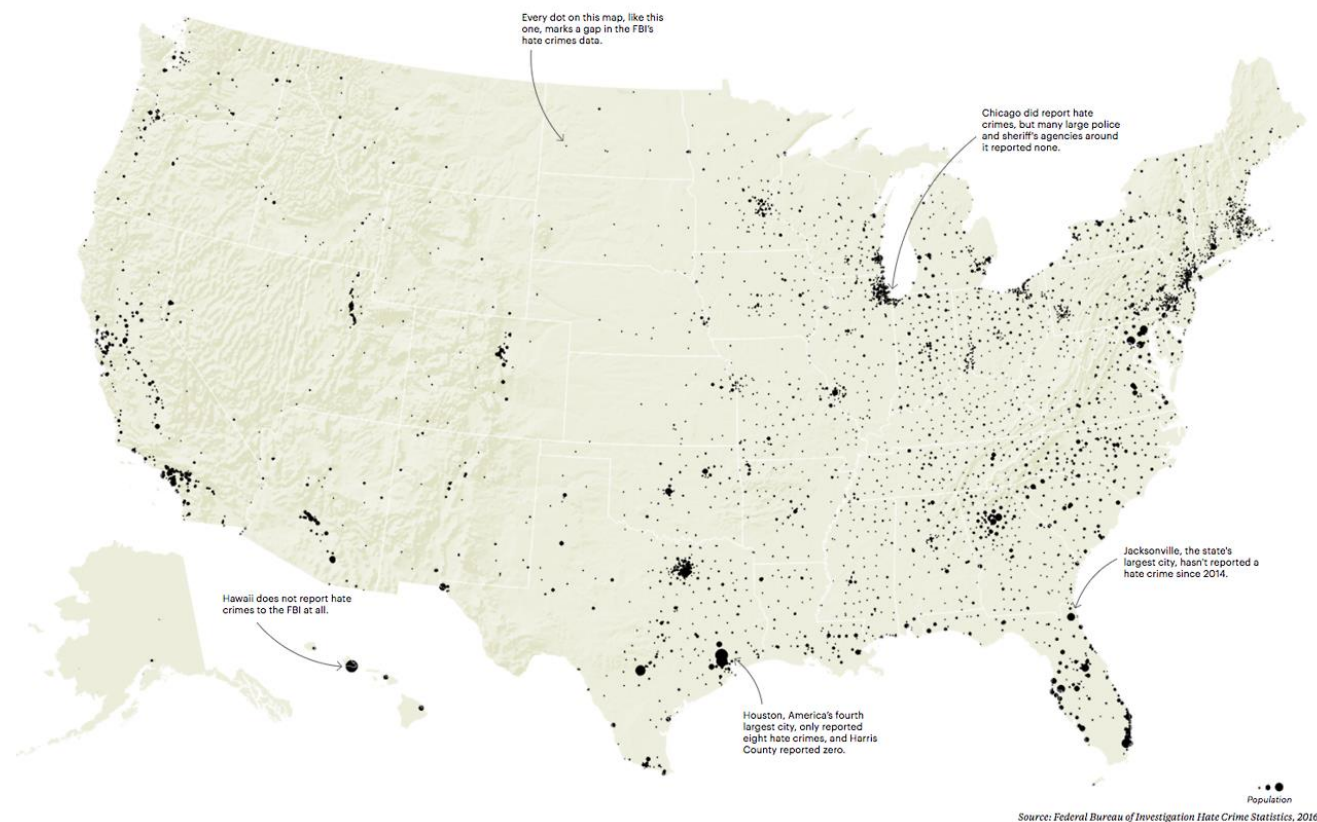 Every dot on this map, like this
one, marks a gap in the FBI's
hate crimes data.
Chicago did report hate
crimes, but many large police
and sheriff's agencies around
it reported none.
Jacksonville, the state's
largest city, hasn't reported a
hate crime since 2014.
Hawaii does not report hate
crimes to the FBI at all.
Houston, America's fourth
largest city, only reported
eight hate crimes, and Harris
County reported zero.
Population
Source: Federal Bureau of Investigation Hate Crime Statistics, 2016